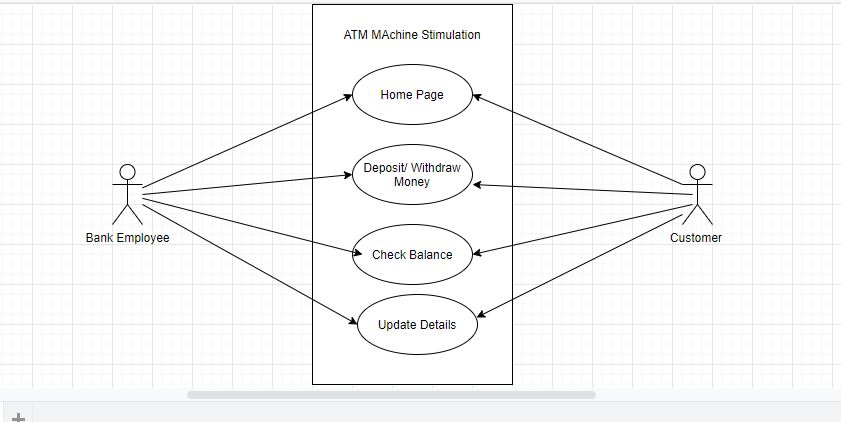 ATM MAchine Stimulation
Home Page
Deposit/ Withdraw
Money
Bank Employee
Customer
Check Balance
Update Details